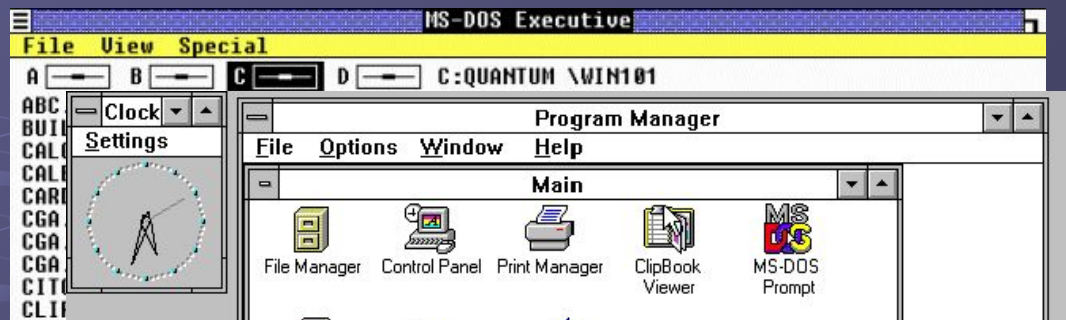 MS-DOS Executive
File View Special
A B C D C:QUANTUM \WIN101
ABC
BUIL
CALC
CALE
CARD
CGA
CGA
CGA
CITO
CLIP
Clock
Settings
Program Manager
File Options Window Help
Main
File Manager
Control Panel
Print Manager
ClipBook
Viewer
MS
DOS
MS-DOS
Prompt